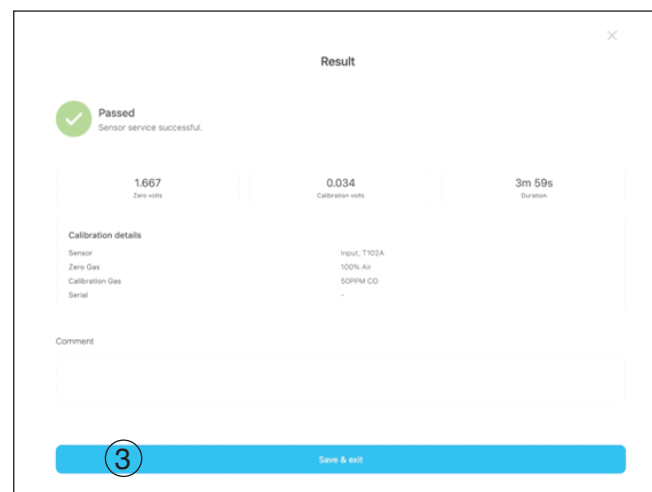 Result
Passed
Sensor service successful.
1.667 0.034 3m 59s
Zero volts Calibration volts Duration
Calibration details
Sensor Input, T102A
Zero Gas 100% Air
Calibration Gas 50PPM CO
Serial -
Comment
3 Save & exit